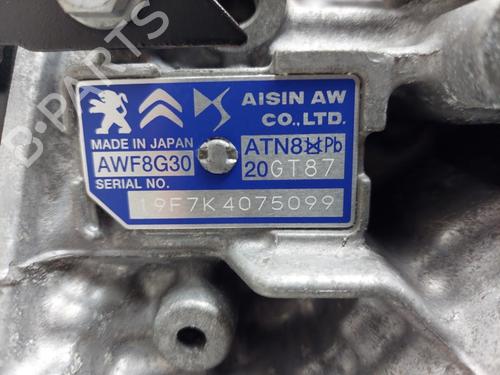 AISIN AW
CO.,LTD.
MADE IN JAPAN
AWF8G30
ATN8 Pb
20GT87
SERIAL NO.
19F7K4075099
B-PARTS